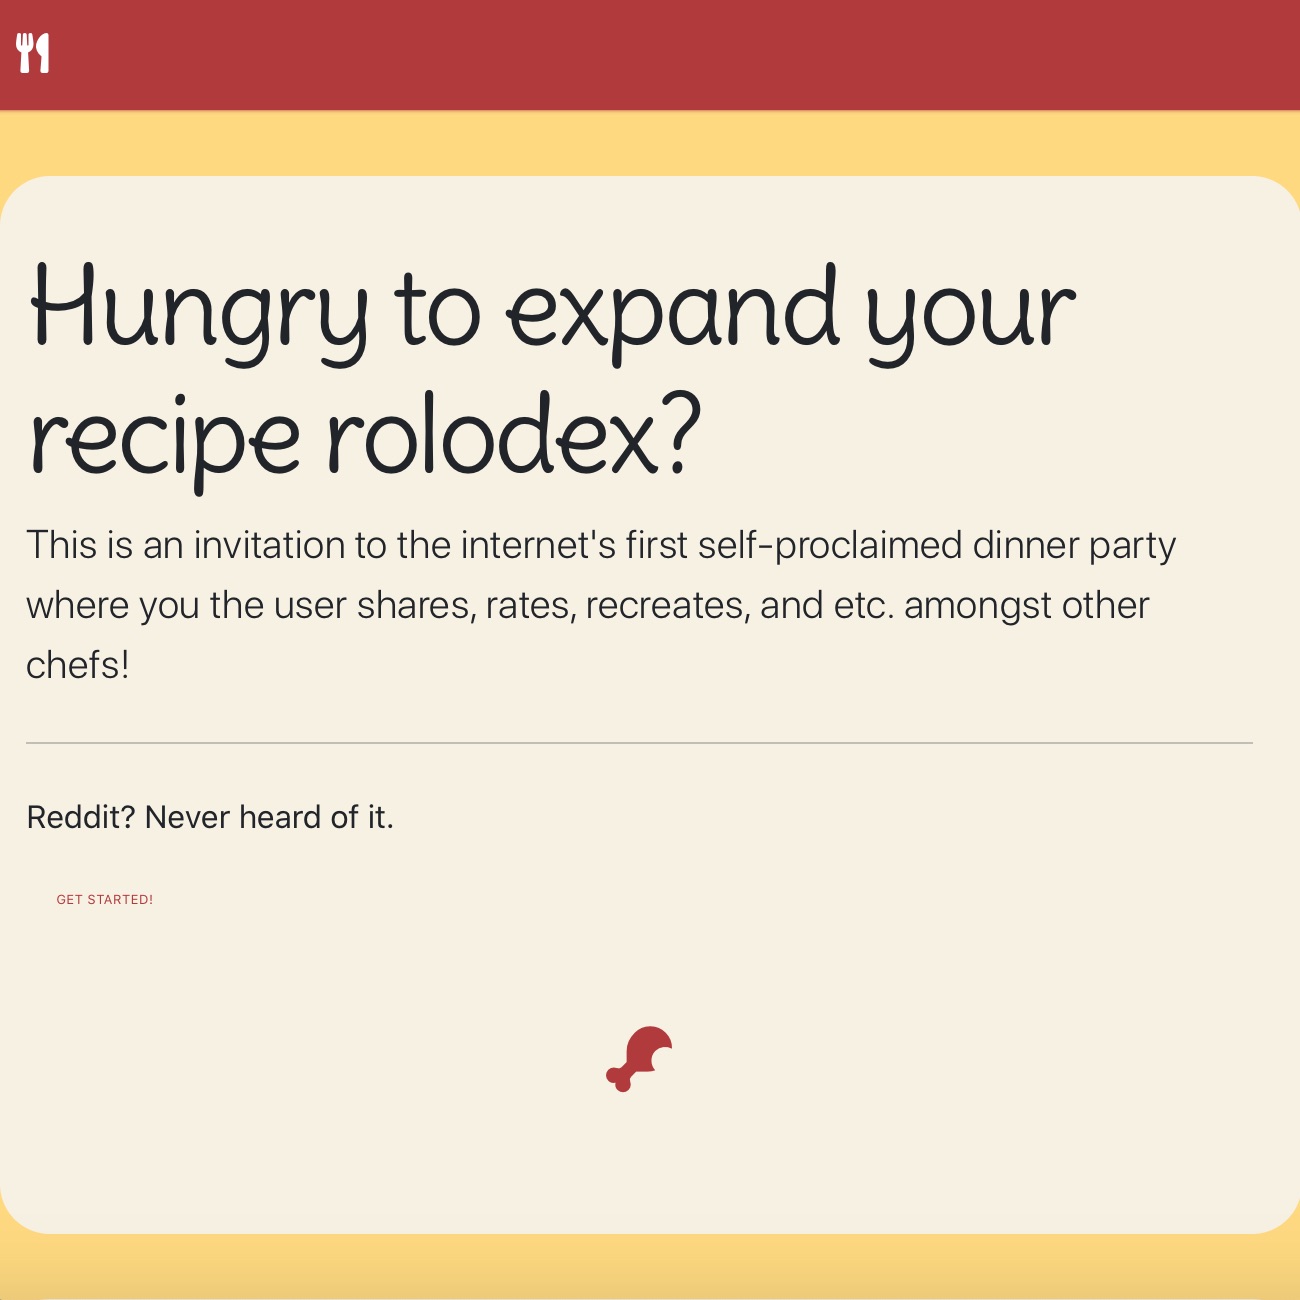 Hungry to expand your
recipe rolodex?
This is an invitation to the internet's first self-proclaimed dinner party
where you the user shares, rates, recreates, and etc. amongst other
chefs!
Reddit? Never heard of it.
GET STARTED!